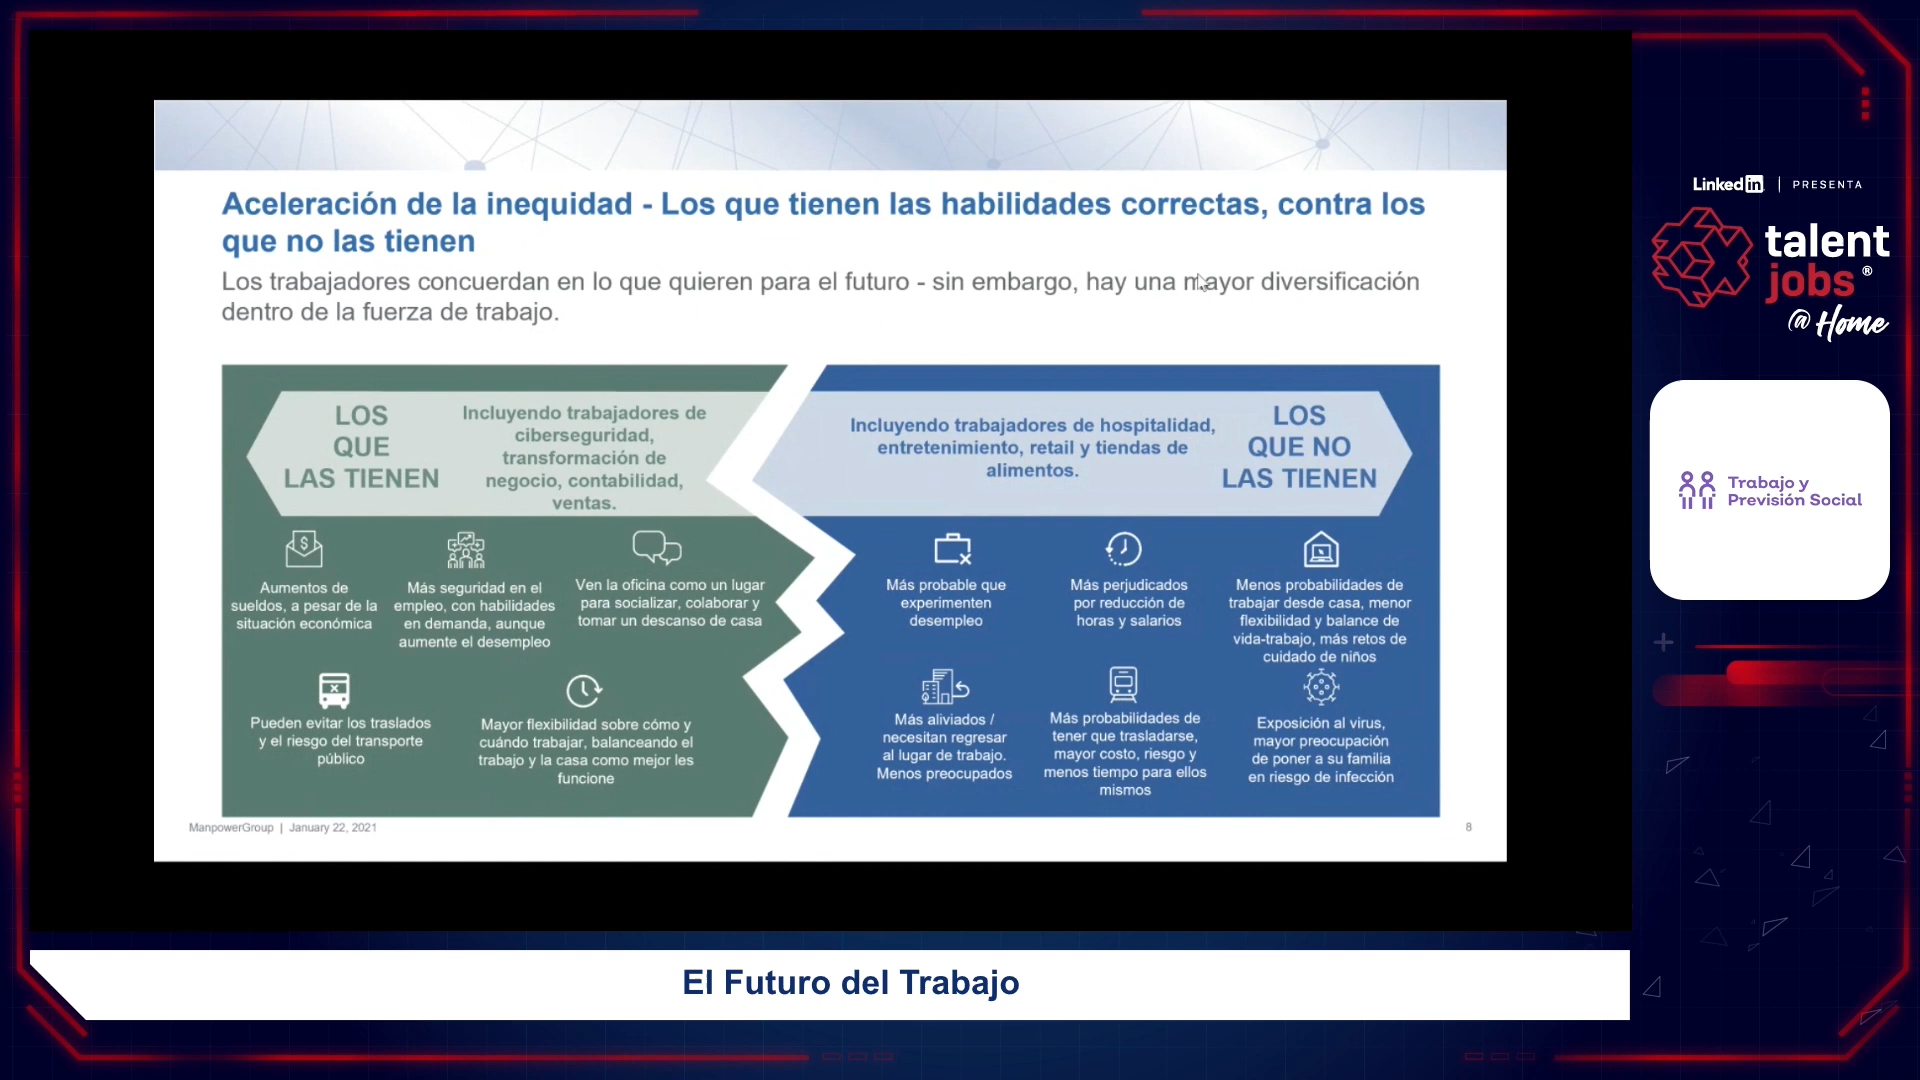 Aceleración de la inequidad - Los que tienen las habilidades correctas, contra los
que no las tienen
Los trabajadores concuerdan en lo que quieren para el futuro - sin embargo, hay una mayor diversificación
dentro de la fuerza de trabajo.
LOS
QUE
LAS TIENEN
Incluyendo trabajadores de
ciberseguridad,
transformación de
negocio, contabilidad,
ventas.
Aumentos de
sueldos, a pesar de la
situación económica
Más seguridad en el
empleo, con habilidades
en demanda, aunque
aumente el desempleo
Ven la oficina como un lugar
para socializar, colaborar y
tomar un descanso de casa
Pueden evitar los traslados
y el riesgo del transporte
público
Mayor flexibilidad sobre cómo y
cuándo trabajar, balanceando el
trabajo y la casa como mejor les
funcione
Incluyendo trabajadores de hospitalidad,
entretenimiento, retail y tiendas de
alimentos.
LOS
QUE NO
LAS TIENEN
Más probable que
experimenten
desempleo
Más perjudicados
por reducción de
horas y salarios
Menos probabilidades de
trabajar desde casa, menor
flexibilidad y balance de
vida-trabajo, más retos de
cuidado de niños
Más aliviados /
necesitan regresar
al lugar de trabajo.
Menos preocupados
Más probabilidades de
tener que trasladarse,
mayor costo, riesgo y
menos tiempo para ellos
mismos
Exposición al virus,
mayor preocupación
de poner a su familia
en riesgo de infección
ManpowerGroup | January 22, 2021
8
LinkedIn | PRESENTA
talent
jobs®
@Home
Trabajo y
Previsión Social
El Futuro del Trabajo